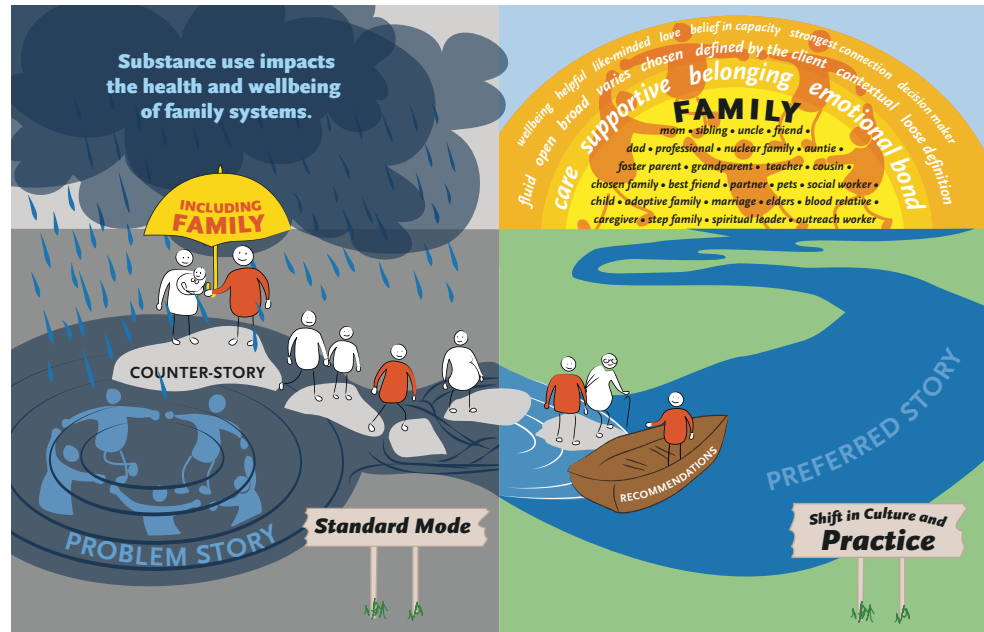 Substance use impacts
the health and wellbeing
of family systems.
INCLUDING
FAMILY
COUNTER-STORY
PROBLEM STORY
Standard Mode
wellbeing helpful like-minded love belief in capacity strongest connection decision maker
fluid open broad varies chosen defined by the client contextual loose definition
care supportive belonging emotional bond
FAMILY
mom • sibling • uncle • friend •
dad • professional • nuclear family • auntie •
foster parent • grandparent • teacher • cousin •
chosen family • best friend • partner • pets • social worker •
child • adoptive family • marriage • elders • blood relative •
caregiver • step family • spiritual leader • outreach worker
PREFERRED STORY
RECOMMENDATIONS
Shift in Culture and
Practice